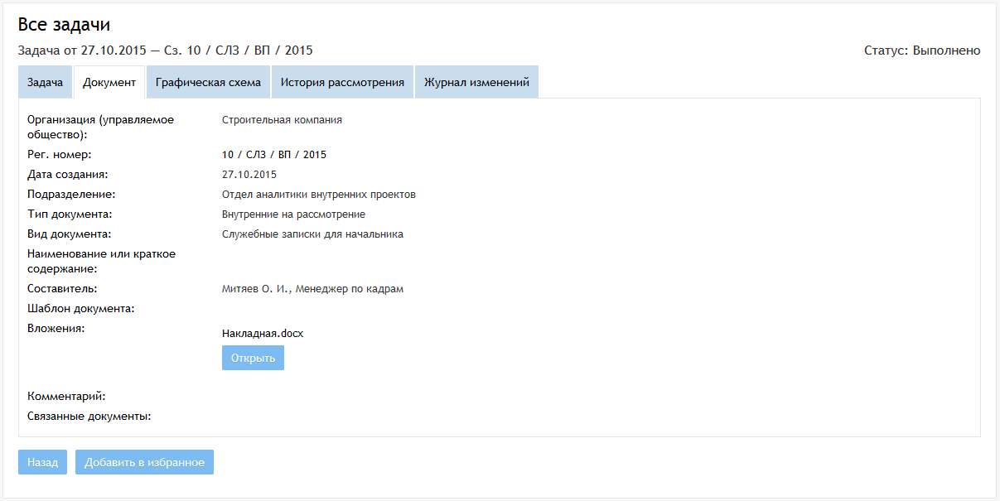 Все задачи
Задача от 27.10.2015 — Сз. 10 / СЛЗ / ВП / 2015
Статус: Выполнено
Задача
Документ
Графическая схема
История рассмотрения
Журнал изменений
Организация (управляемое
общество):
Строительная компания
Рег. номер:
10 / СЛЗ / ВП / 2015
Дата создания:
27.10.2015
Подразделение:
Отдел аналитики внутренних проектов
Тип документа:
Внутренние на рассмотрение
Вид документа:
Служебные записки для начальника
Наименование или краткое
содержание:
Составитель:
Митяев О. И., Менеджер по кадрам
Шаблон документа:
Вложения:
Накладная.docx
Открыть
Комментарий:
Связанные документы:
Назад
Добавить в избранное